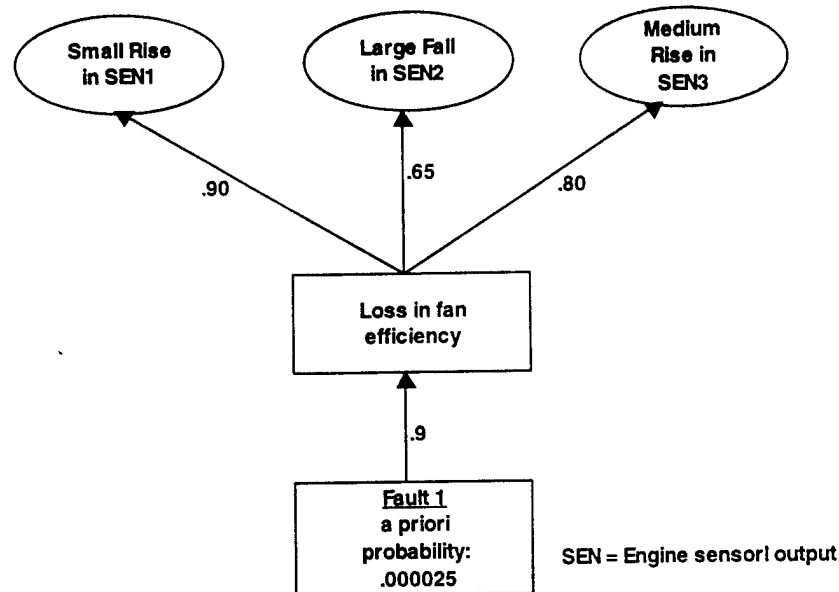 Small Rise
in SEN1
Large Fall
in SEN2
Medium
Rise in
SEN3
.90
.65
.80
Loss in fan
efficiency
.9
Fault 1
a priori
probability:
.000025
SEN = Engine sensorl output